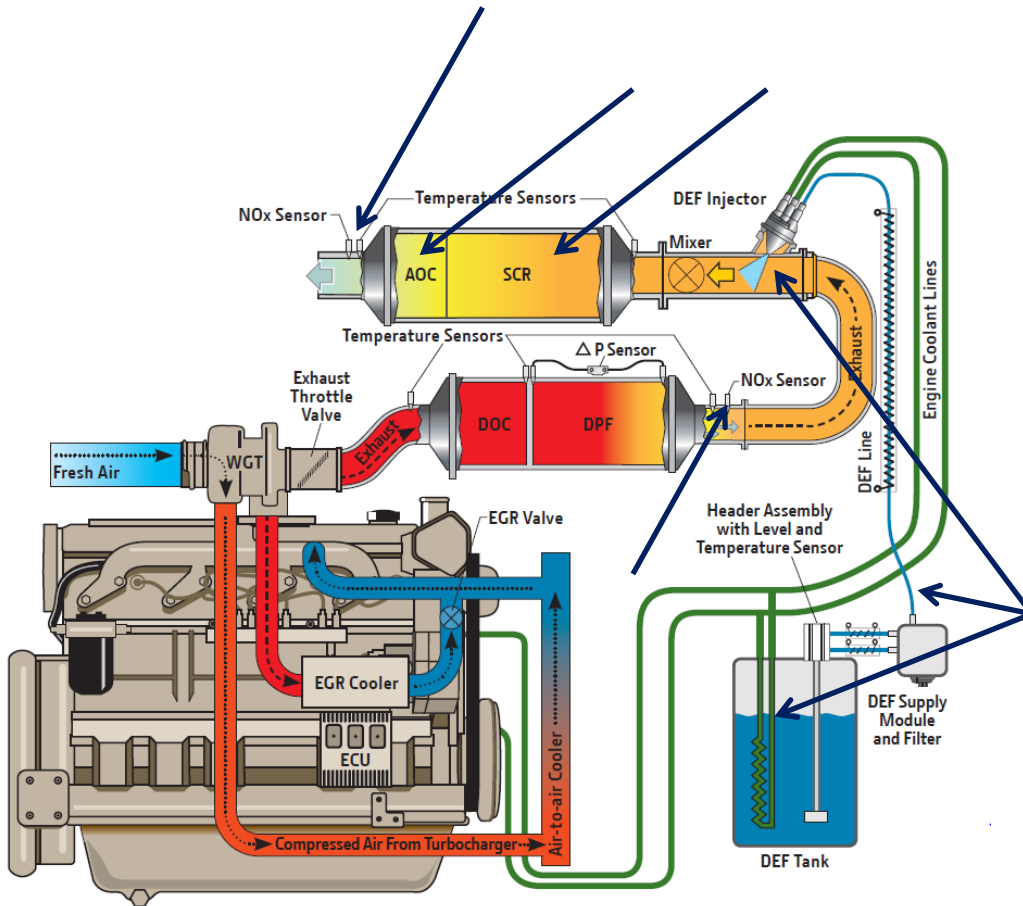 NOx Sensor
Temperature Sensors
DEF Injector
Mixer
AOC
SCR
Temperature Sensors
△ P Sensor
NOx Sensor
Exhaust
Throttle
Valve
DOC
DPF
Exhaust
Exhaust
DEF Line
Engine Coolant Lines
Fresh Air
WGT
EGR Valve
Header Assembly
with Level and
Temperature Sensor
EGR Cooler
ECU
Air-to-air Cooler
DEF Supply
Module
and Filter
Compressed Air From Turbocharger
DEF Tank